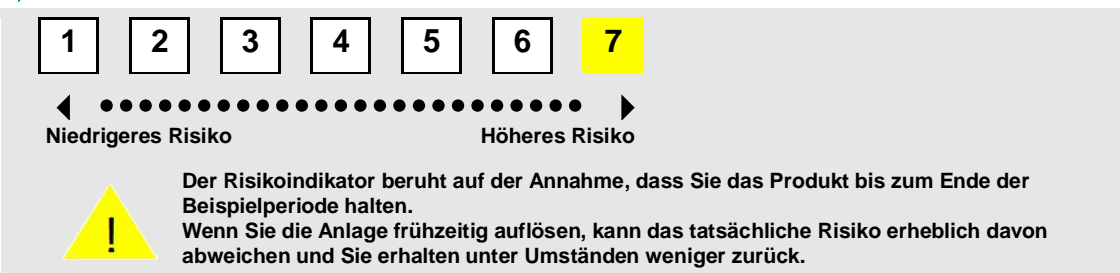 1 2 3 4 5 6 7
Niedrigeres Risiko Höheres Risiko
Der Risikoindikator beruht auf der Annahme, dass Sie das Produkt bis zum Ende der
Beispielperiode halten.
Wenn Sie die Anlage frühzeitig auflösen, kann das tatsächliche Risiko erheblich davon
abweichen und Sie erhalten unter Umständen weniger zurück.
!